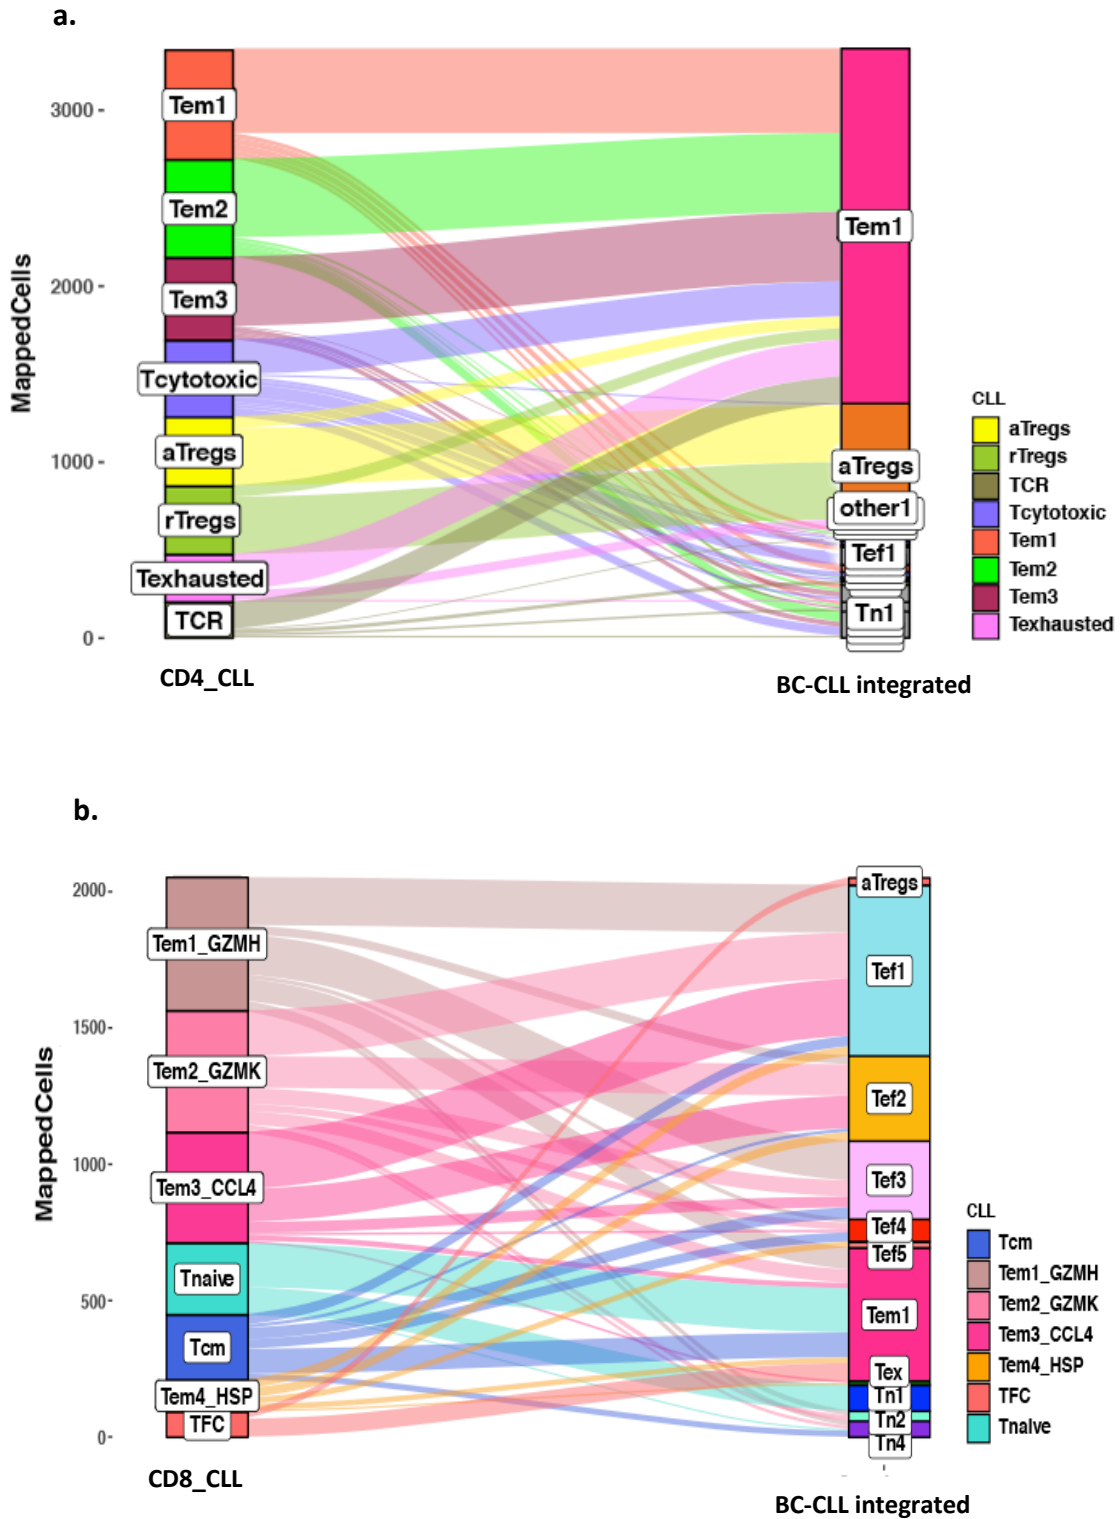 a.
3000
2000
1000
0
MappedCells
Tem1
Tem2
Tem3
Tcytotoxic
aTregs
rTregs
Texhausted
TCR
Tem1
aTregs
other1
Tef1
Tn1
CD4_CLL
BC-CLL integrated
CLL
aTregs
rTregs
TCR
Tcytotoxic
Tem1
Tem2
Tem3
Texhausted
b.
2000
1500
1000
500
0
MappedCells
Tem1_GZMH
Tem2_GZMK
Tem3_CCL4
Tnaive
Tcm
Tem4_HSP
TFC
aTregs
Tef1
Tef2
Tef3
Tef4
Tef5
Tem1
Tex
Tn1
Tn2
Tn4
CD8_CLL
BC-CLL integrated
CLL
Tcm
Tem1_GZMH
Tem2_GZMK
Tem3_CCL4
Tem4_HSP
TFC
Tnaive